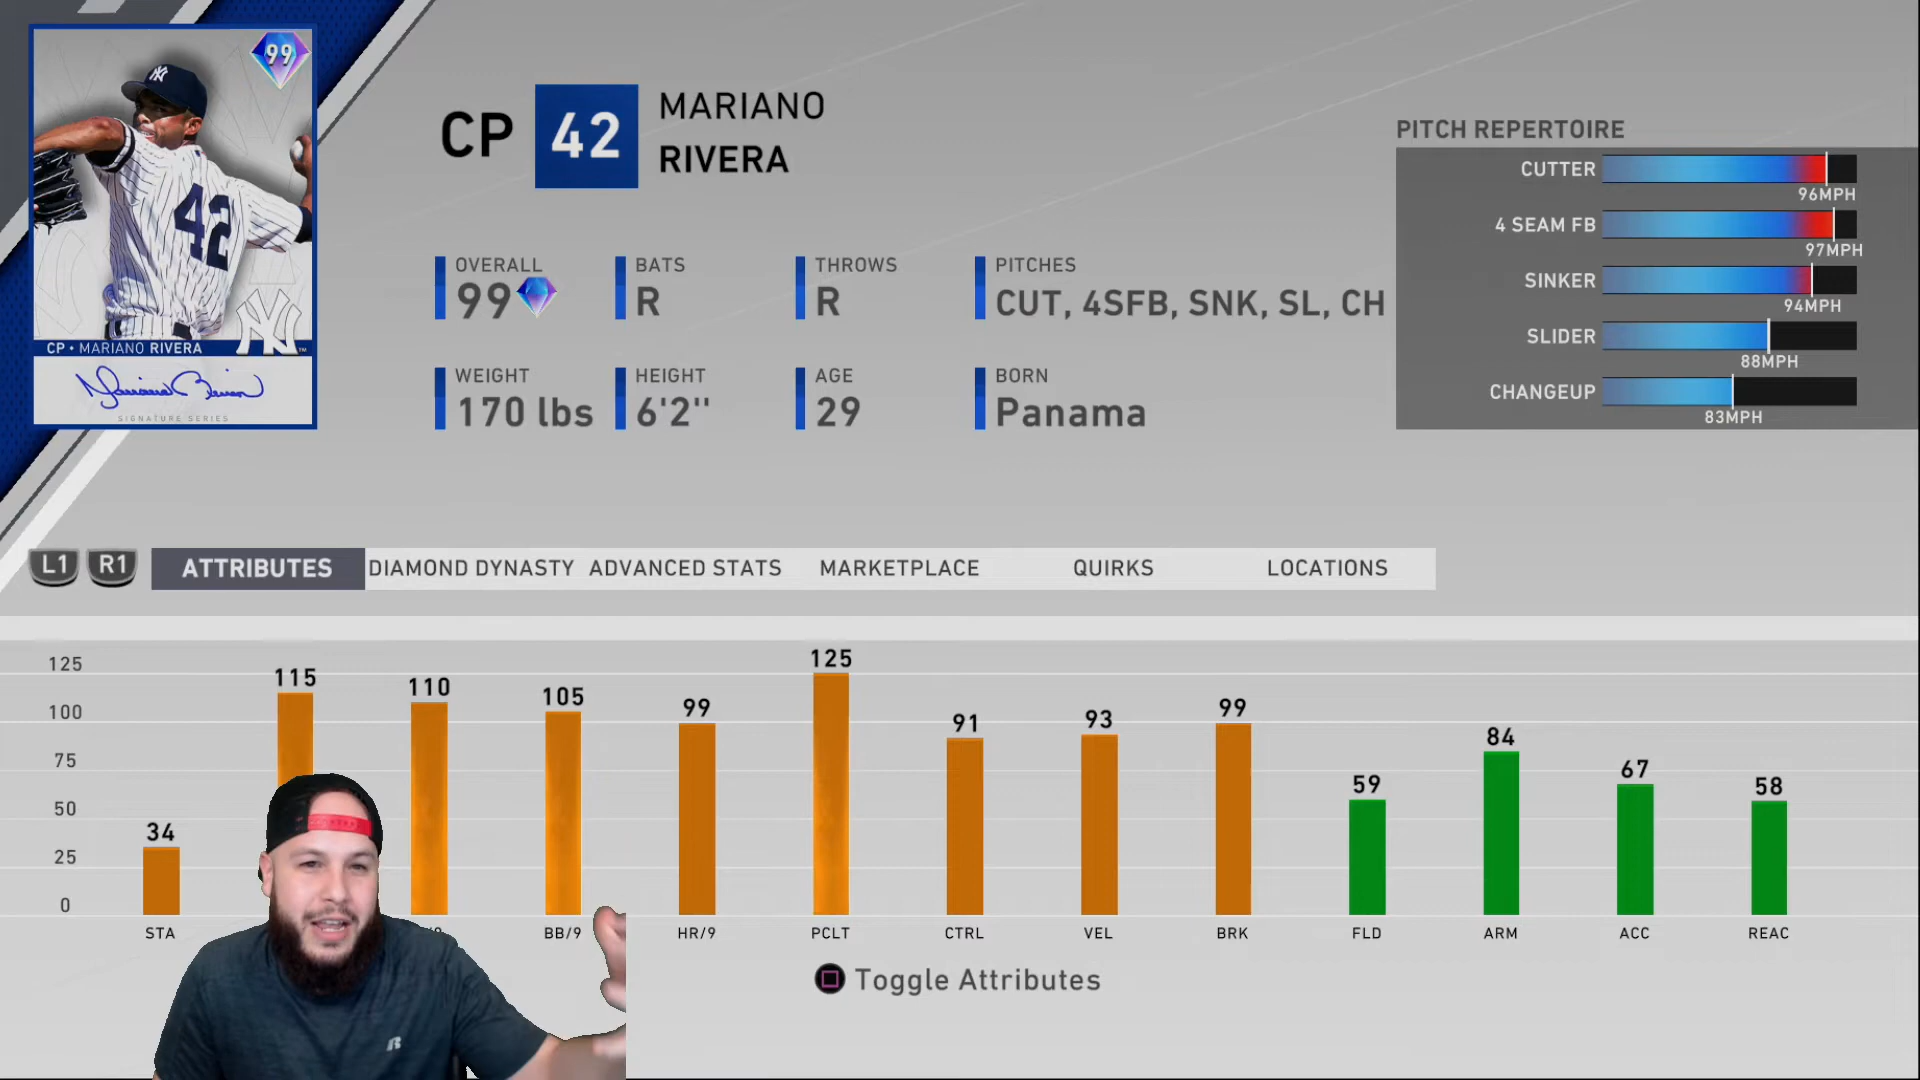 99
42
CP • MARIANO RIVERA
SIGNATURE SERIES
CP 42 MARIANO
RIVERA
OVERALL
99
BATS
R
THROWS
R
PITCHES
CUT, 4SFB, SNK, SL, CH
WEIGHT
170 lbs
HEIGHT
6'2''
AGE
29
BORN
Panama
PITCH REPERTOIRE
CUTTER
96MPH
4 SEAM FB
97MPH
SINKER
94MPH
SLIDER
88MPH
CHANGEUP
83MPH
L1 R1 ATTRIBUTES DIAMOND DYNASTY ADVANCED STATS MARKETPLACE QUIRKS LOCATIONS
125
100
75
50
25
0
34 115 110 105 99 125 91 93 99 59 84 67 58
STA BB/9 HR/9 PCLT CTRL VEL BRK FLD ARM ACC REAC
Toggle Attributes
R